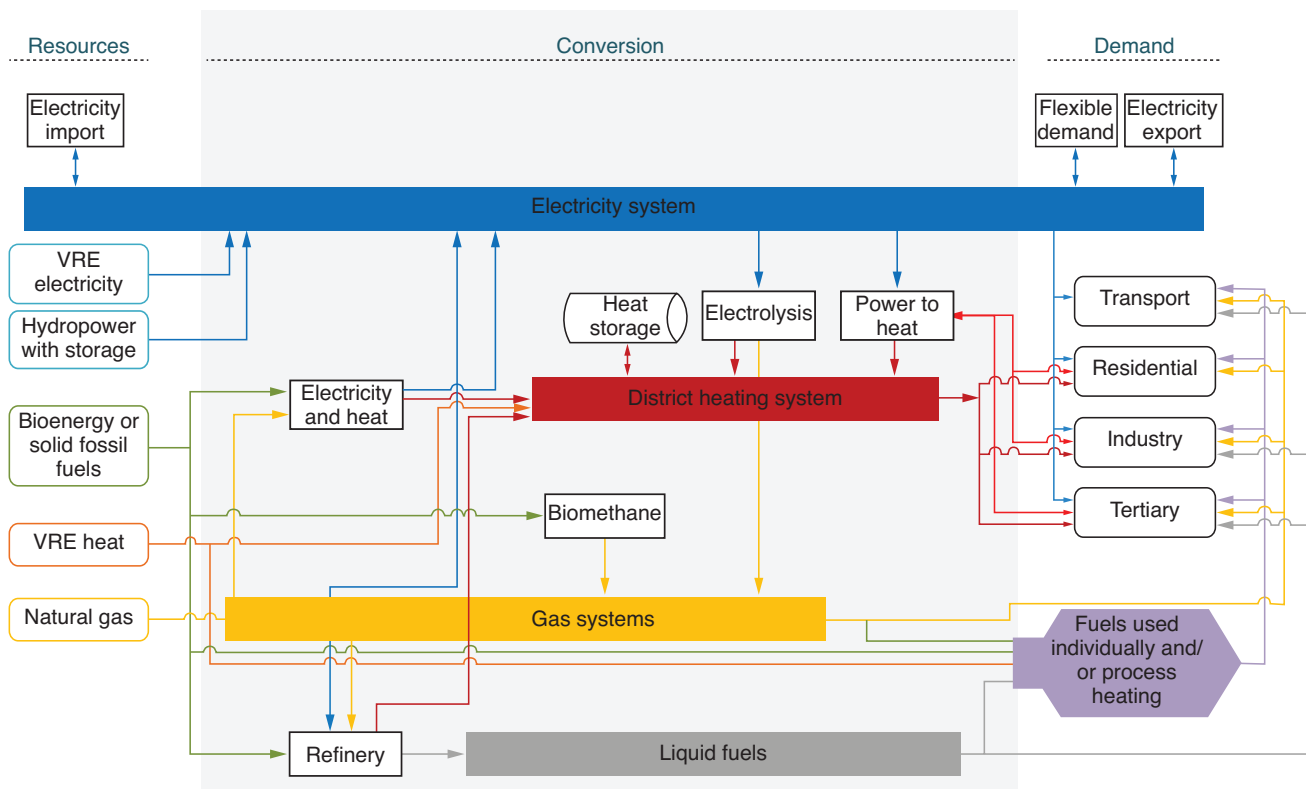 Resources
Conversion
Demand
Electricity
import
Flexible
demand
Electricity
export
Electricity system
VRE
electricity
Hydropower
with storage
Heat
storage
Electrolysis
Power to
heat
Transport
Residential
Bioenergy or
solid fossil
fuels
Electricity
and heat
District heating system
Industry
Biomethane
Tertiary
VRE heat
Natural gas
Gas systems
Fuels used
individually and/
or process
heating
Refinery
Liquid fuels